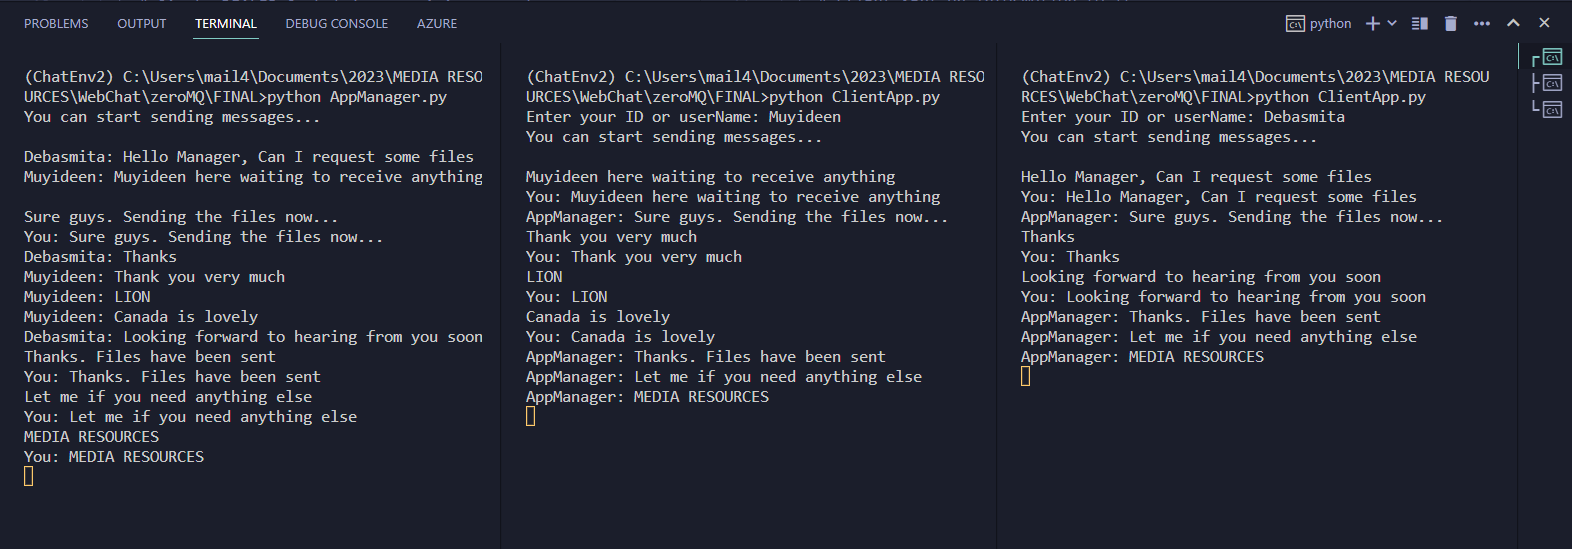 PROBLEMS OUTPUT TERMINAL DEBUG CONSOLE AZURE
python
(ChatEnv2) C:\Users\mail4\Documents\2023\MEDIA RESO
URCES\WebChat\zeroMQ\FINAL>python AppManager.py
You can start sending messages...
Debasmita: Hello Manager, Can I request some files
Muyideen: Muyideen here waiting to receive anything
Sure guys. Sending the files now...
You: Sure guys. Sending the files now...
Debasmita: Thanks
Muyideen: Thank you very much
Muyideen: LION
Muyideen: Canada is lovely
Debasmita: Looking forward to hearing from you soon
Thanks. Files have been sent
You: Thanks. Files have been sent
Let me if you need anything else
You: Let me if you need anything else
MEDIA RESOURCES
You: MEDIA RESOURCES
(ChatEnv2) C:\Users\mail4\Documents\2023\MEDIA RESO
URCES\WebChat\zeroMQ\FINAL>python ClientApp.py
Enter your ID or userName: Muyideen
You can start sending messages...
Muyideen here waiting to receive anything
You: Muyideen here waiting to receive anything
AppManager: Sure guys. Sending the files now...
Thank you very much
You: Thank you very much
LION
You: LION
Canada is lovely
You: Canada is lovely
AppManager: Thanks. Files have been sent
AppManager: Let me if you need anything else
AppManager: MEDIA RESOURCES
(ChatEnv2) C:\Users\mail4\Documents\2023\MEDIA RESOU
RCES\WebChat\zeroMQ\FINAL>python ClientApp.py
Enter your ID or userName: Debasmita
You can start sending messages...
Hello Manager, Can I request some files
You: Hello Manager, Can I request some files
AppManager: Sure guys. Sending the files now...
Thanks
You: Thanks
Looking forward to hearing from you soon
You: Looking forward to hearing from you soon
AppManager: Thanks. Files have been sent
AppManager: Let me if you need anything else
AppManager: MEDIA RESOURCES